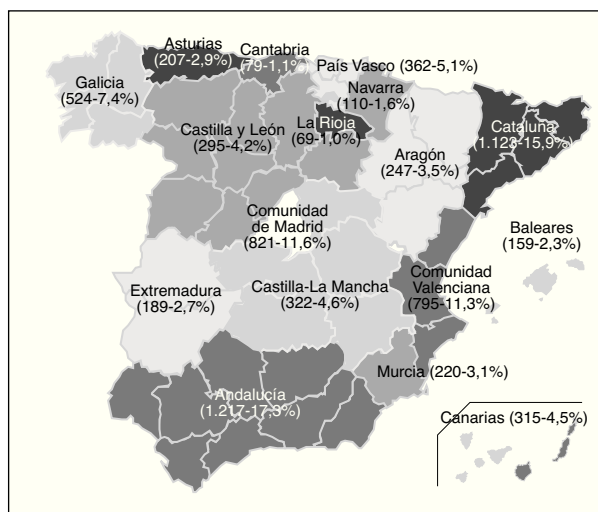 Asturias
(207-2,9%)
Cantabria
(79-1,1%)
País Vasco (362-5,1%)
Galicia
(524-7,4%)
Navarra
(110-1,6%)
La Rioja
(69-1,0%)
Cataluña
(1.123-15,9%)
Castilla y León
(295-4,2%)
Aragón
(247-3,5%)
Comunidad
de Madrid
(821-11,6%)
Baleares
(159-2,3%)
Extremadura
(189-2,7%)
Castilla-La Mancha
(322-4,6%)
Comunidad
Valenciana
(795-11,3%)
Murcia (220-3,1%)
Andalucía
(1.217-17,3%)
Canarias (315-4,5%)